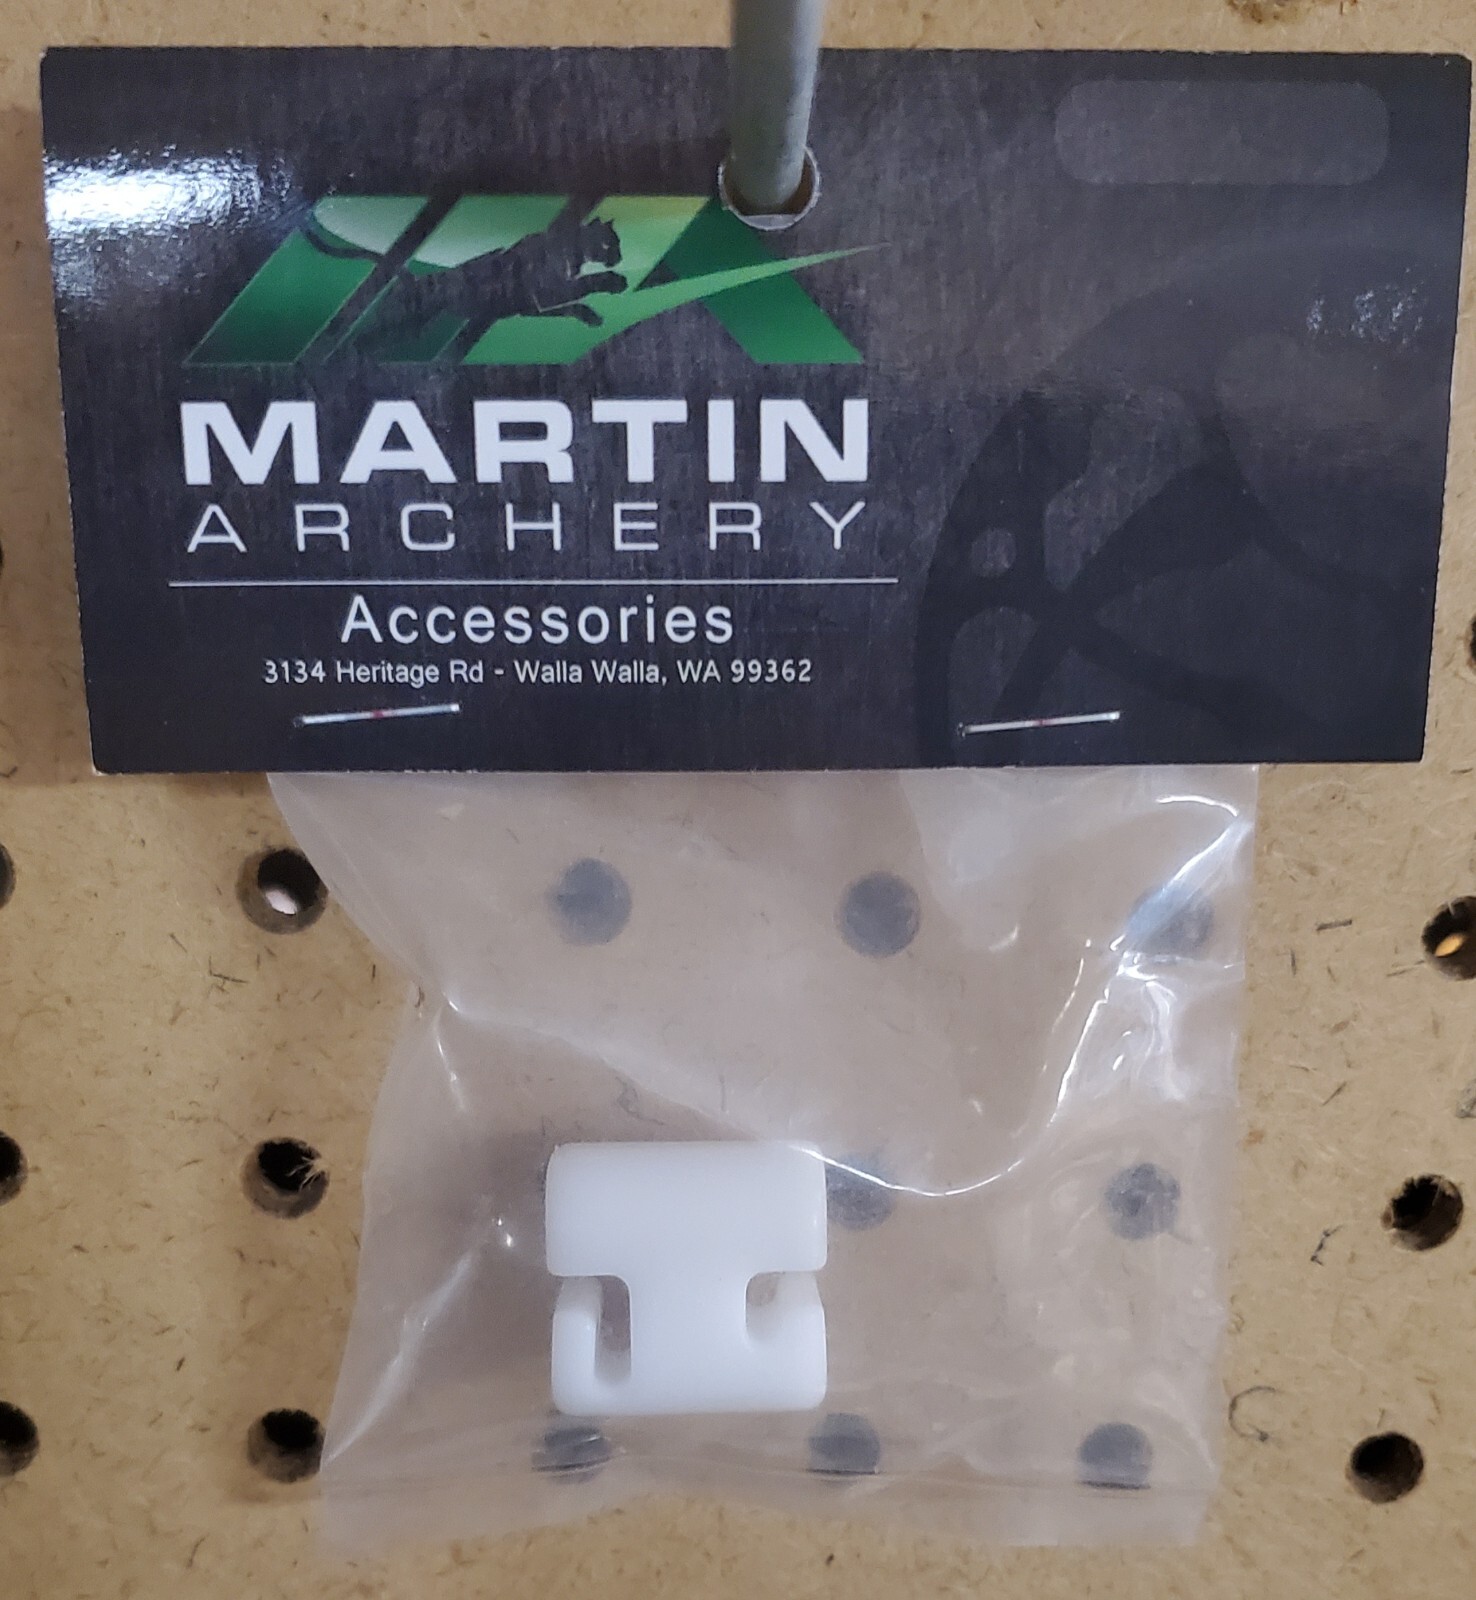 MARTIN
ARCHERY
Accessories
3134 Heritage Rd - Walla Walla, WA 99362